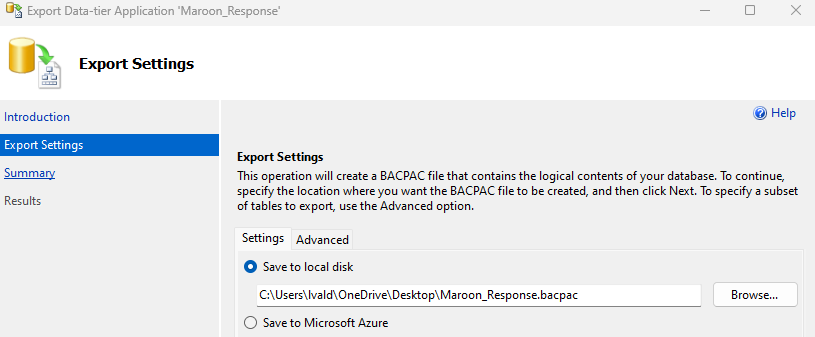 Export Data-tier Application 'Maroon_Response'
Export Settings
Introduction
Export Settings
Summary
Results
Help
Export Settings
This operation will create a BACPAC file that contains the logical contents of your database. To continue,
specify the location where you want the BACPAC file to be created, and then click Next. To specify a subset
of tables to export, use the Advanced option.
Settings
Advanced
Save to local disk
C:\Users\lvald\OneDrive\Desktop\Maroon_Response.bacpac
Browse...
Save to Microsoft Azure